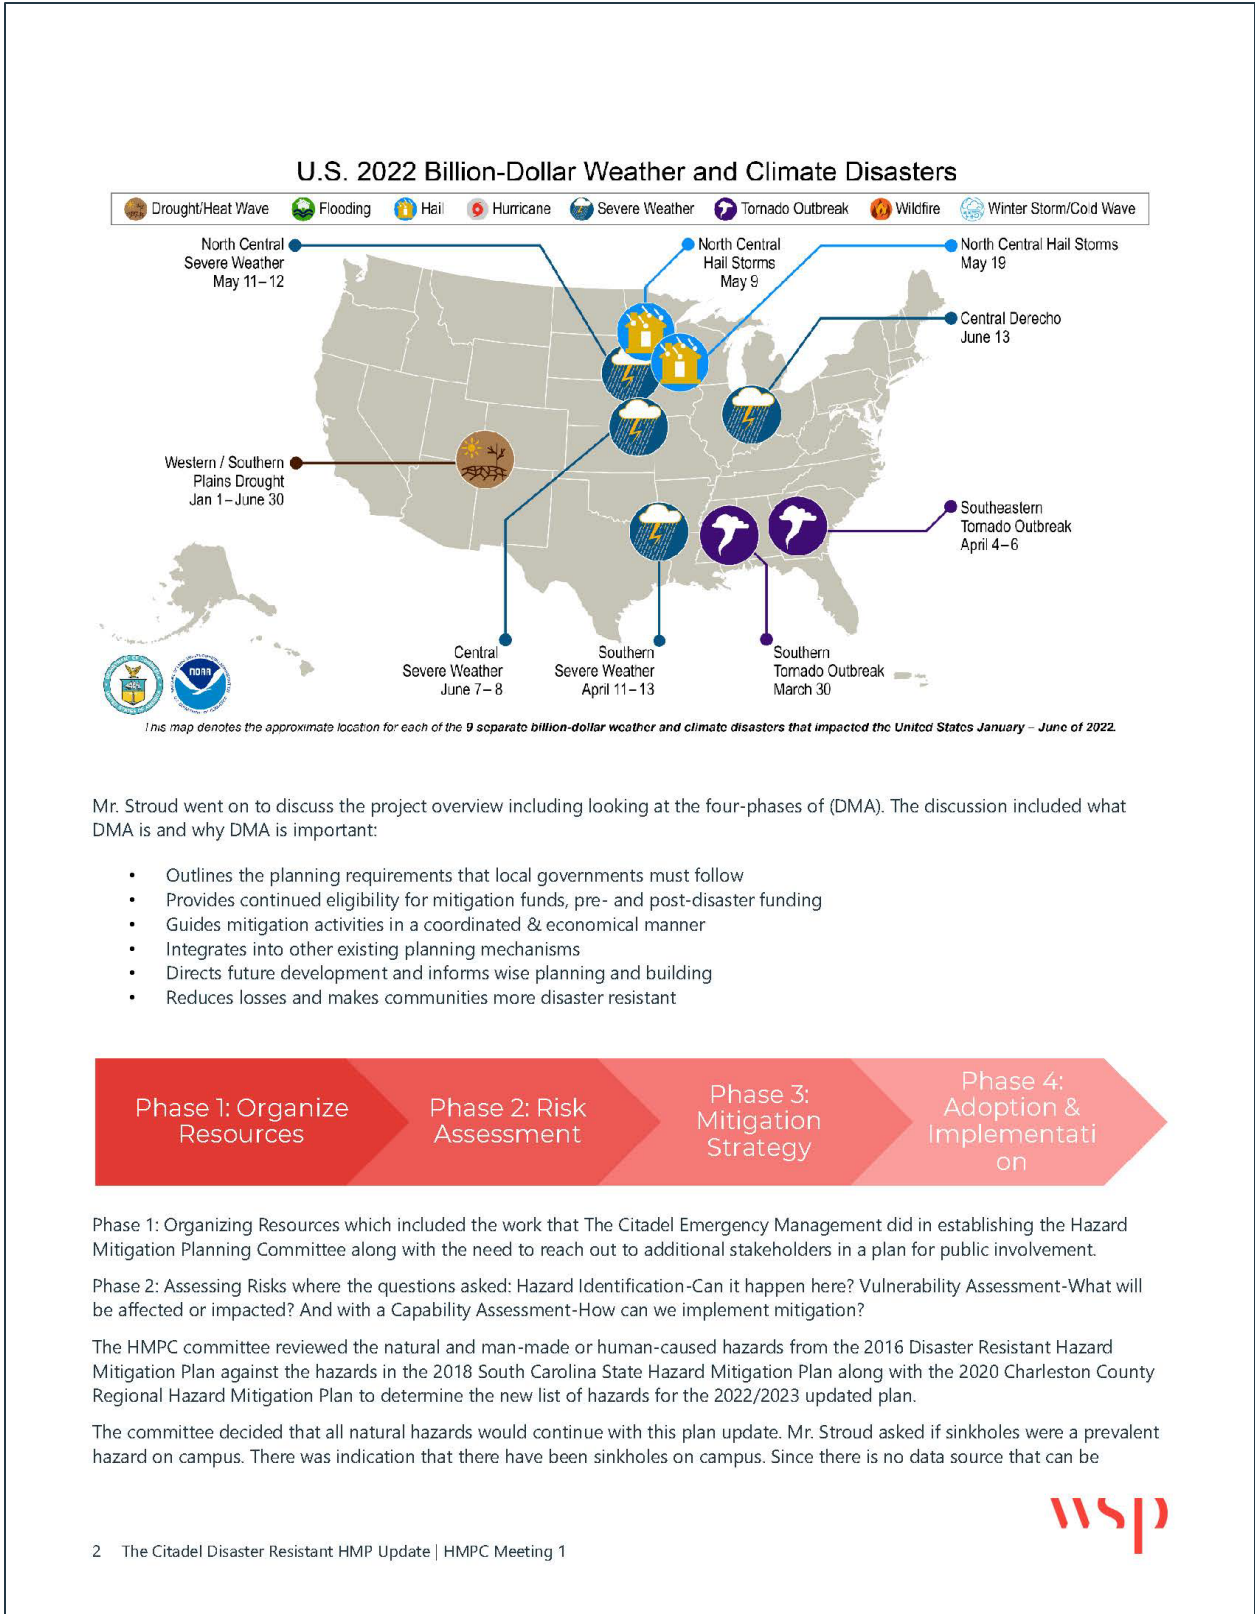 U.S. 2022 Billion-Dollar Weather and Climate Disasters
Drought/Heat Wave Flooding Hail Hurricane Severe Weather Tornado Outbreak Wildfire Winter Storm/Cold Wave
North Central
Severe Weather
May 11–12
North Central
Hail Storms
May 9
North Central Hail Storms
May 19
Central Derecho
June 13
Western / Southern
Plains Drought
Jan 1–June 30
Southeastern
Tornado Outbreak
April 4–6
Central
Severe Weather
June 7–8
Southern
Severe Weather
April 11–13
Southern
Tornado Outbreak
March 30
NOAA
This map denotes the approximate location for each of the 9 separate billion-dollar weather and climate disasters that impacted the United States January – June of 2022.
Mr. Stroud went on to discuss the project overview including looking at the four-phases of (DMA). The discussion included what
DMA is and why DMA is important:
• Outlines the planning requirements that local governments must follow
• Provides continued eligibility for mitigation funds, pre- and post-disaster funding
• Guides mitigation activities in a coordinated & economical manner
• Integrates into other existing planning mechanisms
• Directs future development and informs wise planning and building
• Reduces losses and makes communities more disaster resistant
Phase 1: Organize
Resources
Phase 2: Risk
Assessment
Phase 3:
Mitigation
Strategy
Phase 4:
Adoption &
Implementati
on
Phase 1: Organizing Resources which included the work that The Citadel Emergency Management did in establishing the Hazard
Mitigation Planning Committee along with the need to reach out to additional stakeholders in a plan for public involvement.
Phase 2: Assessing Risks where the questions asked: Hazard Identification-Can it happen here? Vulnerability Assessment-What will
be affected or impacted? And with a Capability Assessment-How can we implement mitigation?
The HMPC committee reviewed the natural and man-made or human-caused hazards from the 2016 Disaster Resistant Hazard
Mitigation Plan against the hazards in the 2018 South Carolina State Hazard Mitigation Plan along with the 2020 Charleston County
Regional Hazard Mitigation Plan to determine the new list of hazards for the 2022/2023 updated plan.
The committee decided that all natural hazards would continue with this plan update. Mr. Stroud asked if sinkholes were a prevalent
hazard on campus. There was indication that there have been sinkholes on campus. Since there is no data source that can be
wsp
2 The Citadel Disaster Resistant HMP Update | HMPC Meeting 1